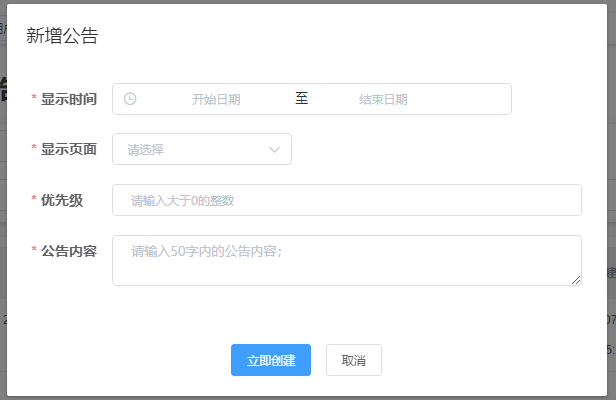 新增公告
* 显示时间 开始日期 至 结束日期
* 显示页面 请选择
* 优先级 请输入大于0的整数
* 公告内容 请输入50字内的公告内容;
立即创建 取消